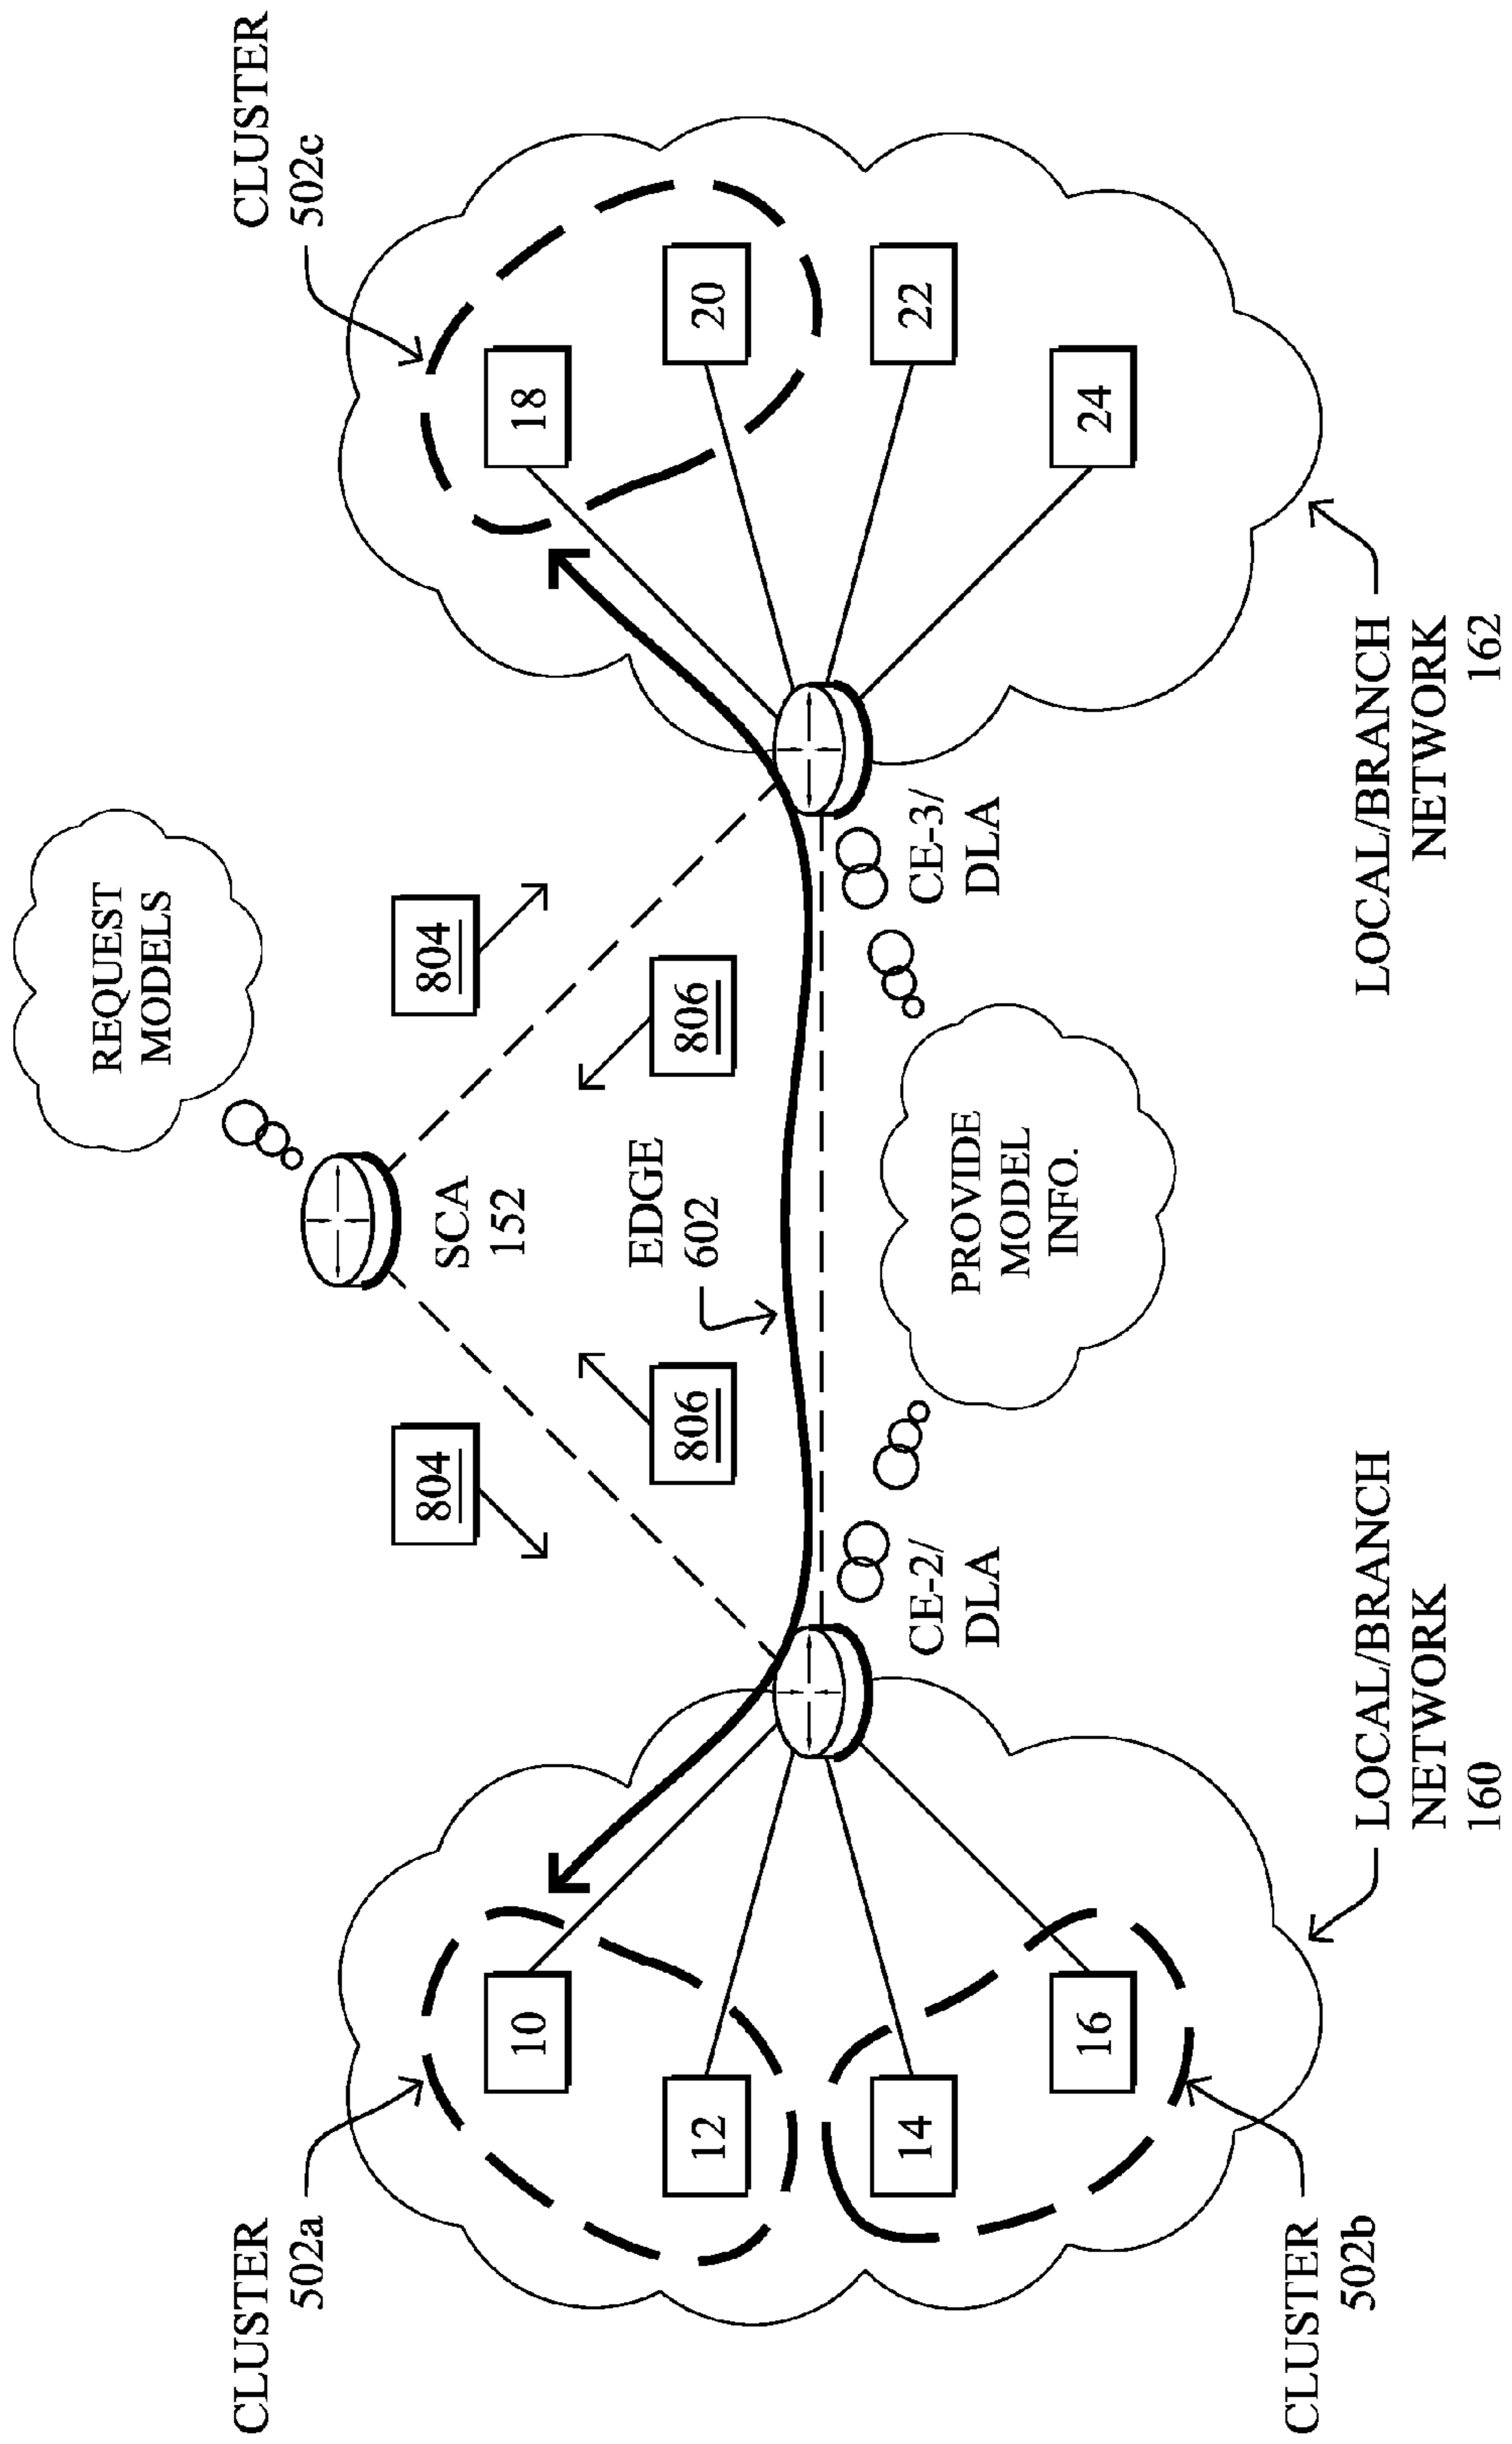 REQUEST
MODELS
CLUSTER
502a
SCA
152
CLUSTER
502c
804
804
10
18
EDGE
602
806
806
12
20
14
22
CE-2/
DLA
PROVIDE
MODEL
INFO.
CE-3/
DLA
16
24
CLUSTER
502b
LOCAL/BRANCH
NETWORK
160
LOCAL/BRANCH
NETWORK
162